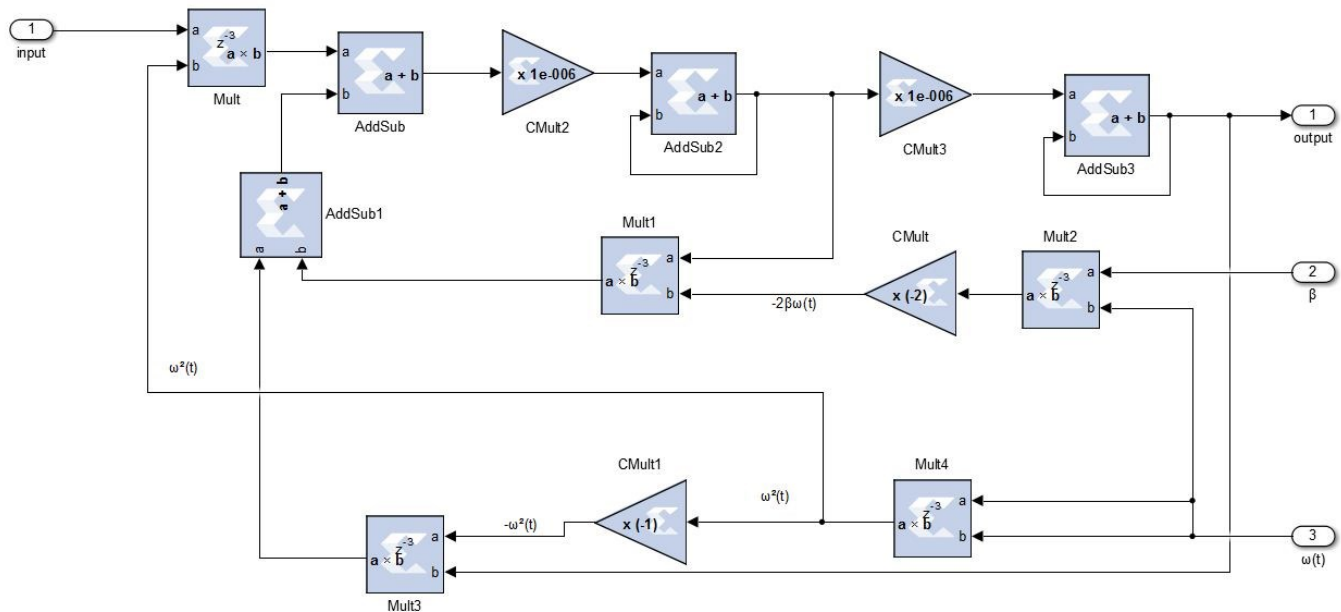 1
input
a
b
z⁻³
a × b
Mult
a
b
a + b
AddSub
x 1e-006
CMult2
a
b
a + b
AddSub2
x 1e-006
CMult3
a
b
a + b
AddSub3
1
output
a + b
a
b
AddSub1
Mult1
a
b
z⁻³
a × b
-2βω(t)
CMult
x (-2)
Mult2
a
b
z⁻³
a × b
2
β
ω²(t)
CMult1
x (-1)
-ω²(t)
ω²(t)
Mult4
a
b
z⁻³
a × b
3
ω(t)
a
b
z⁻³
a × b
Mult3